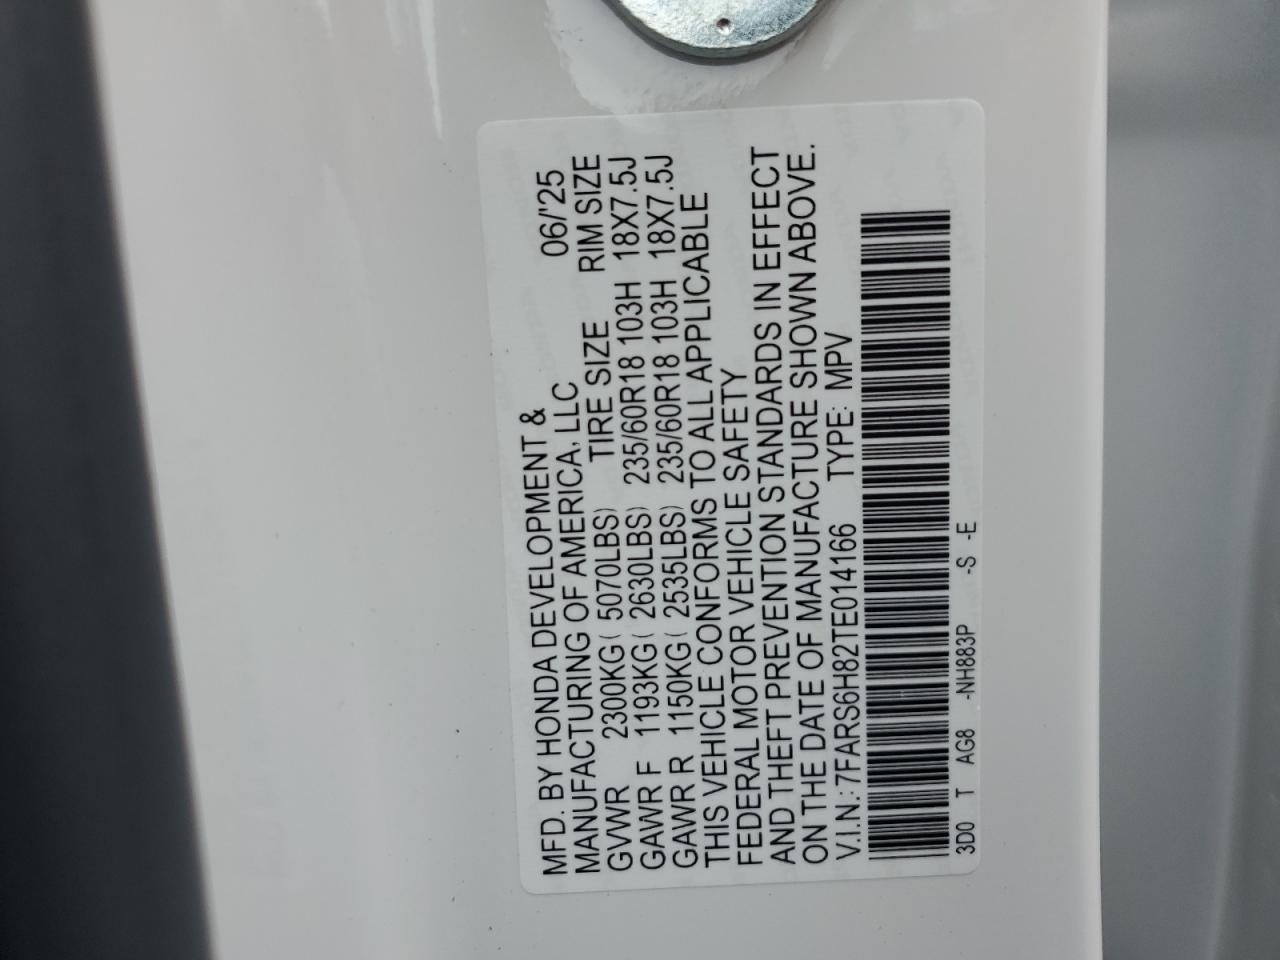 MFD. BY HONDA DEVELOPMENT & 06/'25
MANUFACTURING OF AMERICA, LLC
TIRE SIZE RIM SIZE
GVWR 2300KG( 5070LBS)
GAWR F 1193KG( 2630LBS) 235/60R18 103H 18X7.5J
GAWR R 1150KG( 2535LBS) 235/60R18 103H 18X7.5J
THIS VEHICLE CONFORMS TO ALL APPLICABLE
FEDERAL MOTOR VEHICLE SAFETY
AND THEFT PREVENTION STANDARDS IN EFFECT
ON THE DATE OF MANUFACTURE SHOWN ABOVE.
V.I.N.: 7FARS6H82TE014166 TYPE: MPV
3D0 T AG8 -NH883P -S -E